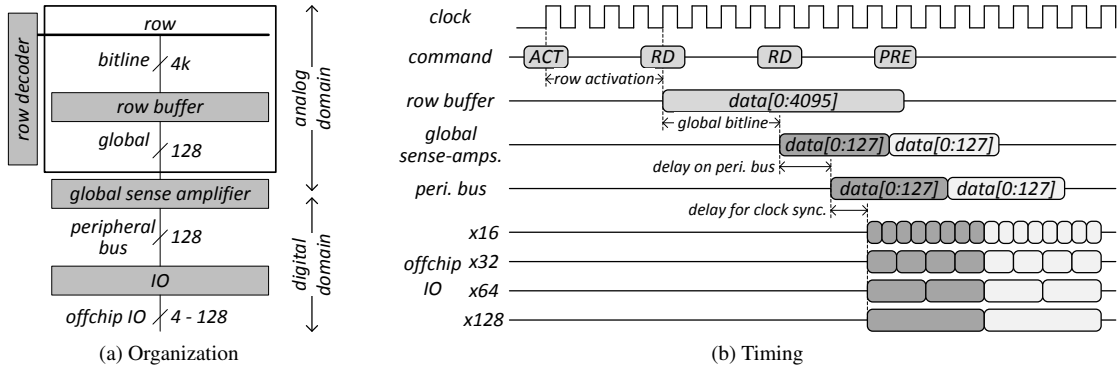 row
bitline
4k
row decoder
row buffer
global
128
global sense amplifier
peripheral
bus
128
IO
offchip IO
4 - 128
analog
domain
digital
domain
(a) Organization
clock
command
ACT
RD
RD
PRE
row activation
row buffer
data[0:4095]
global bitline
global
sense-amps.
data[0:127]
data[0:127]
delay on peri. bus
peri. bus
data[0:127]
data[0:127]
delay for clock sync.
x16
offchip
IO
x32
x64
x128
(b) Timing